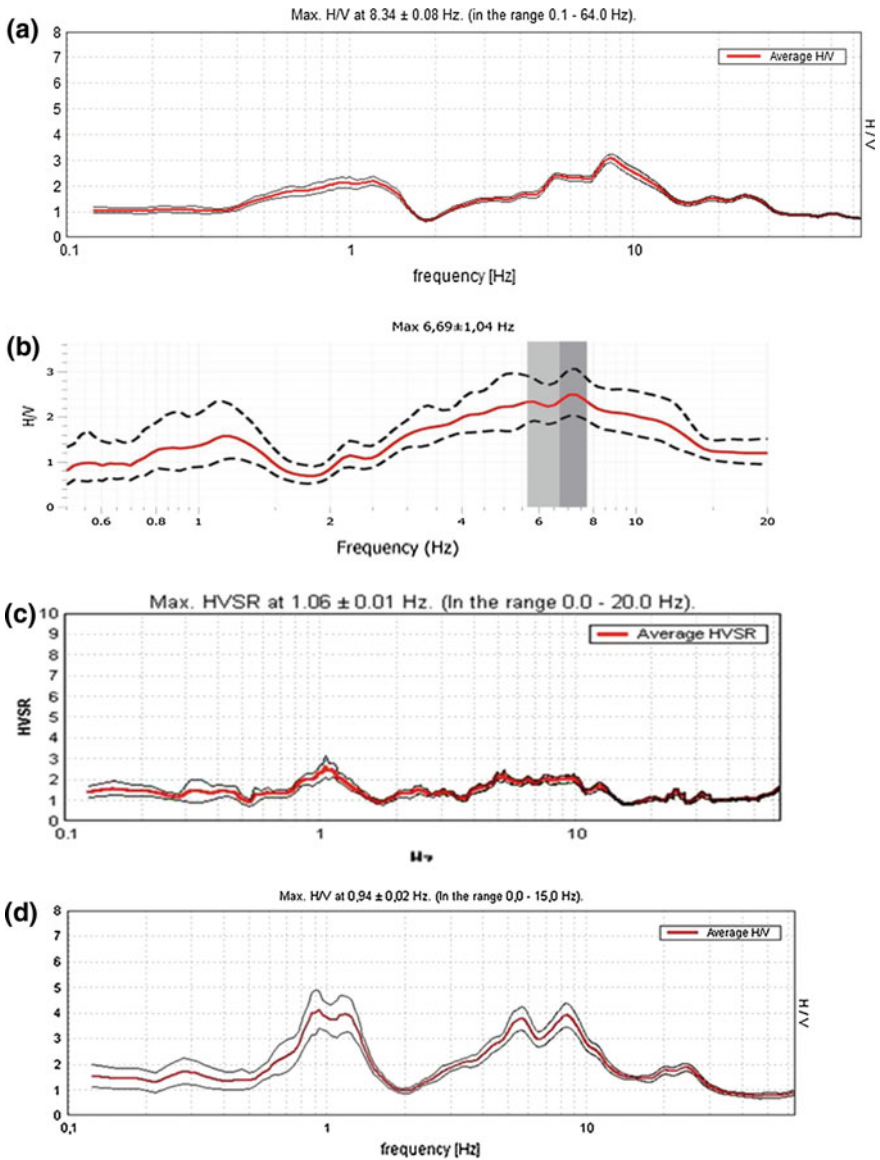 (a)
Max. H/V at 8.34 ± 0.08 Hz. (in the range 0.1 - 64.0 Hz).
8
7
6
5
4
3
2
1
0
Average H/V
H/V
0.1 1 10
frequency [Hz]
(b)
Max 6,69±1,04 Hz
3
2
1
0
H/V
0.6 0.8 1 2 4 6 8 10 20
Frequency (Hz)
(c)
Max. HVSR at 1.06 ± 0.01 Hz. (In the range 0.0 - 20.0 Hz).
10
9
8
7
6
5
4
3
2
1
0
Average HVSR
HVSR
0.1 1 10
Hz
(d)
Max. H/V at 0,94 ± 0,02 Hz. (In the range 0,0 - 15,0 Hz).
8
7
6
5
4
3
2
1
0
Average H/V
H/V
0,1 1 10
frequency [Hz]